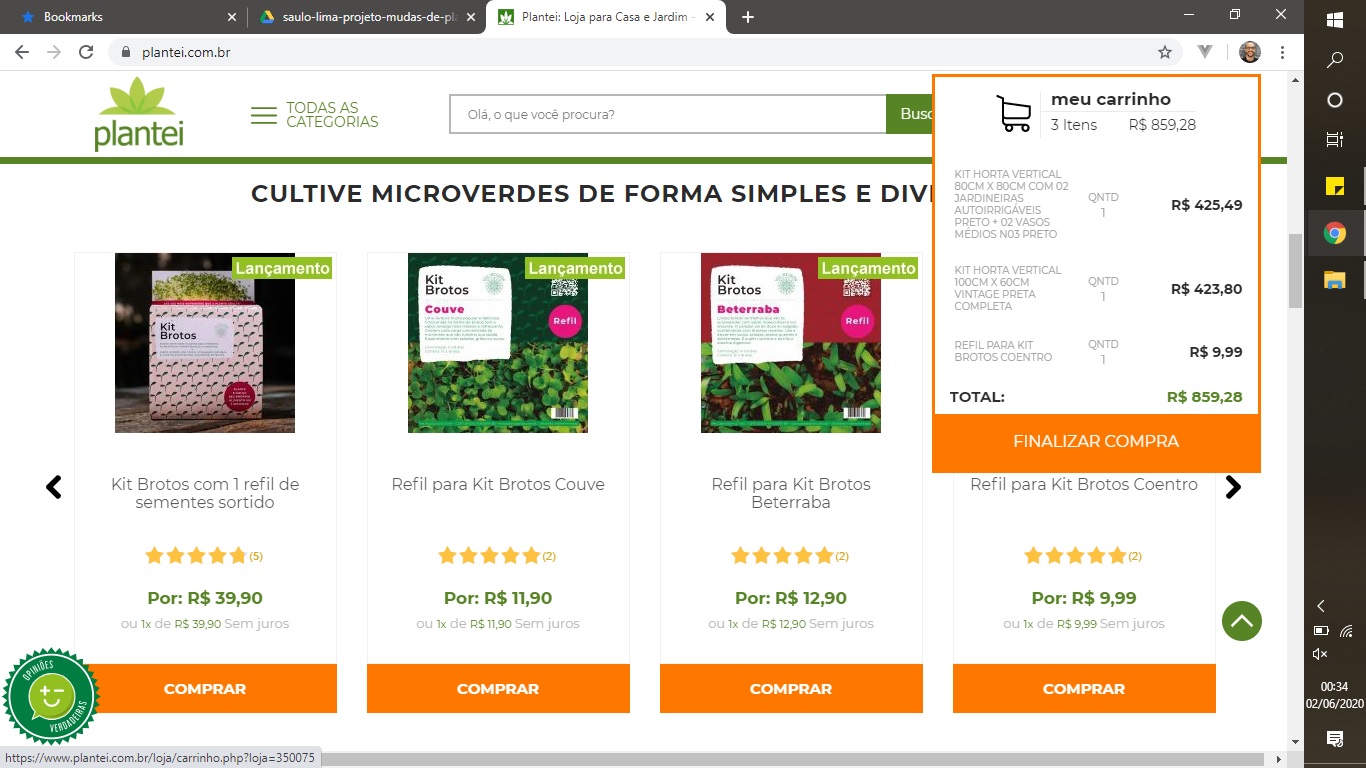 Bookmarks
saulo-lima-projeto-mudas-de-pla
Plantei: Loja para Casa e Jardim -
plantei.com.br
plantei
TODAS AS
CATEGORIAS
Olá, o que você procura?
Busc
meu carrinho
3 Itens R$ 859,28
KIT HORTA VERTICAL
80CM X 80CM COM 02
JARDINEIRAS
AUTOIRRIGÁVEIS
PRETO + 02 VASOS
MÉDIOS N03 PRETO
QNTD
1
R$ 425,49
KIT HORTA VERTICAL
100CM X 60CM
VINTAGE PRETA
COMPLETA
QNTD
1
R$ 423,80
REFIL PARA KIT
BROTOS COENTRO
QNTD
1
R$ 9,99
TOTAL: R$ 859,28
FINALIZAR COMPRA
CULTIVE MICROVERDES DE FORMA SIMPLES E DIVE
Lançamento
Kit
Brotos
Kit Brotos com 1 refil de
sementes sortido
(5)
Por: R$ 39,90
ou 1x de R$ 39,90 Sem juros
COMPRAR
Lançamento
Kit
Brotos
Couve
Refil
Refil para Kit Brotos Couve
(2)
Por: R$ 11,90
ou 1x de R$ 11,90 Sem juros
COMPRAR
Lançamento
Kit
Brotos
Beterraba
Refil
Refil para Kit Brotos
Beterraba
(2)
Por: R$ 12,90
ou 1x de R$ 12,90 Sem juros
COMPRAR
Refil para Kit Brotos Coentro
(2)
Por: R$ 9,99
ou 1x de R$ 9,99 Sem juros
COMPRAR
OPINIÕES
VERDADEIRAS
https://www.plantei.com.br/loja/carrinho.php?loja=350075
00:34
02/06/2020